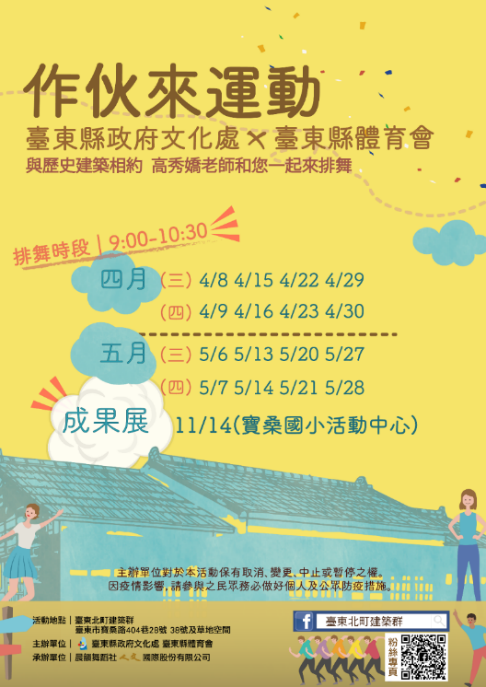 作伙來運動
臺東縣政府文化處×臺東縣體育會
與歷史建築相約 高秀嬌老師和您一起來排舞
排舞時段|9:00-10:30
四月 (三) 4/8 4/15 4/22 4/29
(四) 4/9 4/16 4/23 4/30
五月 (三) 5/6 5/13 5/20 5/27
(四) 5/7 5/14 5/21 5/28
成果展 11/14(寶桑國小活動中心)
主辦單位對於本活動保有取消,變更,中止或暫停之權。
因疫情影響,請參與之民眾務必做好個人及公眾防疫措施。
活動地點|臺東北町建築群
臺東市寶桑路404巷28號 38號及草地空間
主辦單位|臺東縣政府文化處 臺東縣體育會
承辦單位|晨韻舞蹈社 國際股份有限公司
f 臺東北町建築群
粉絲專頁